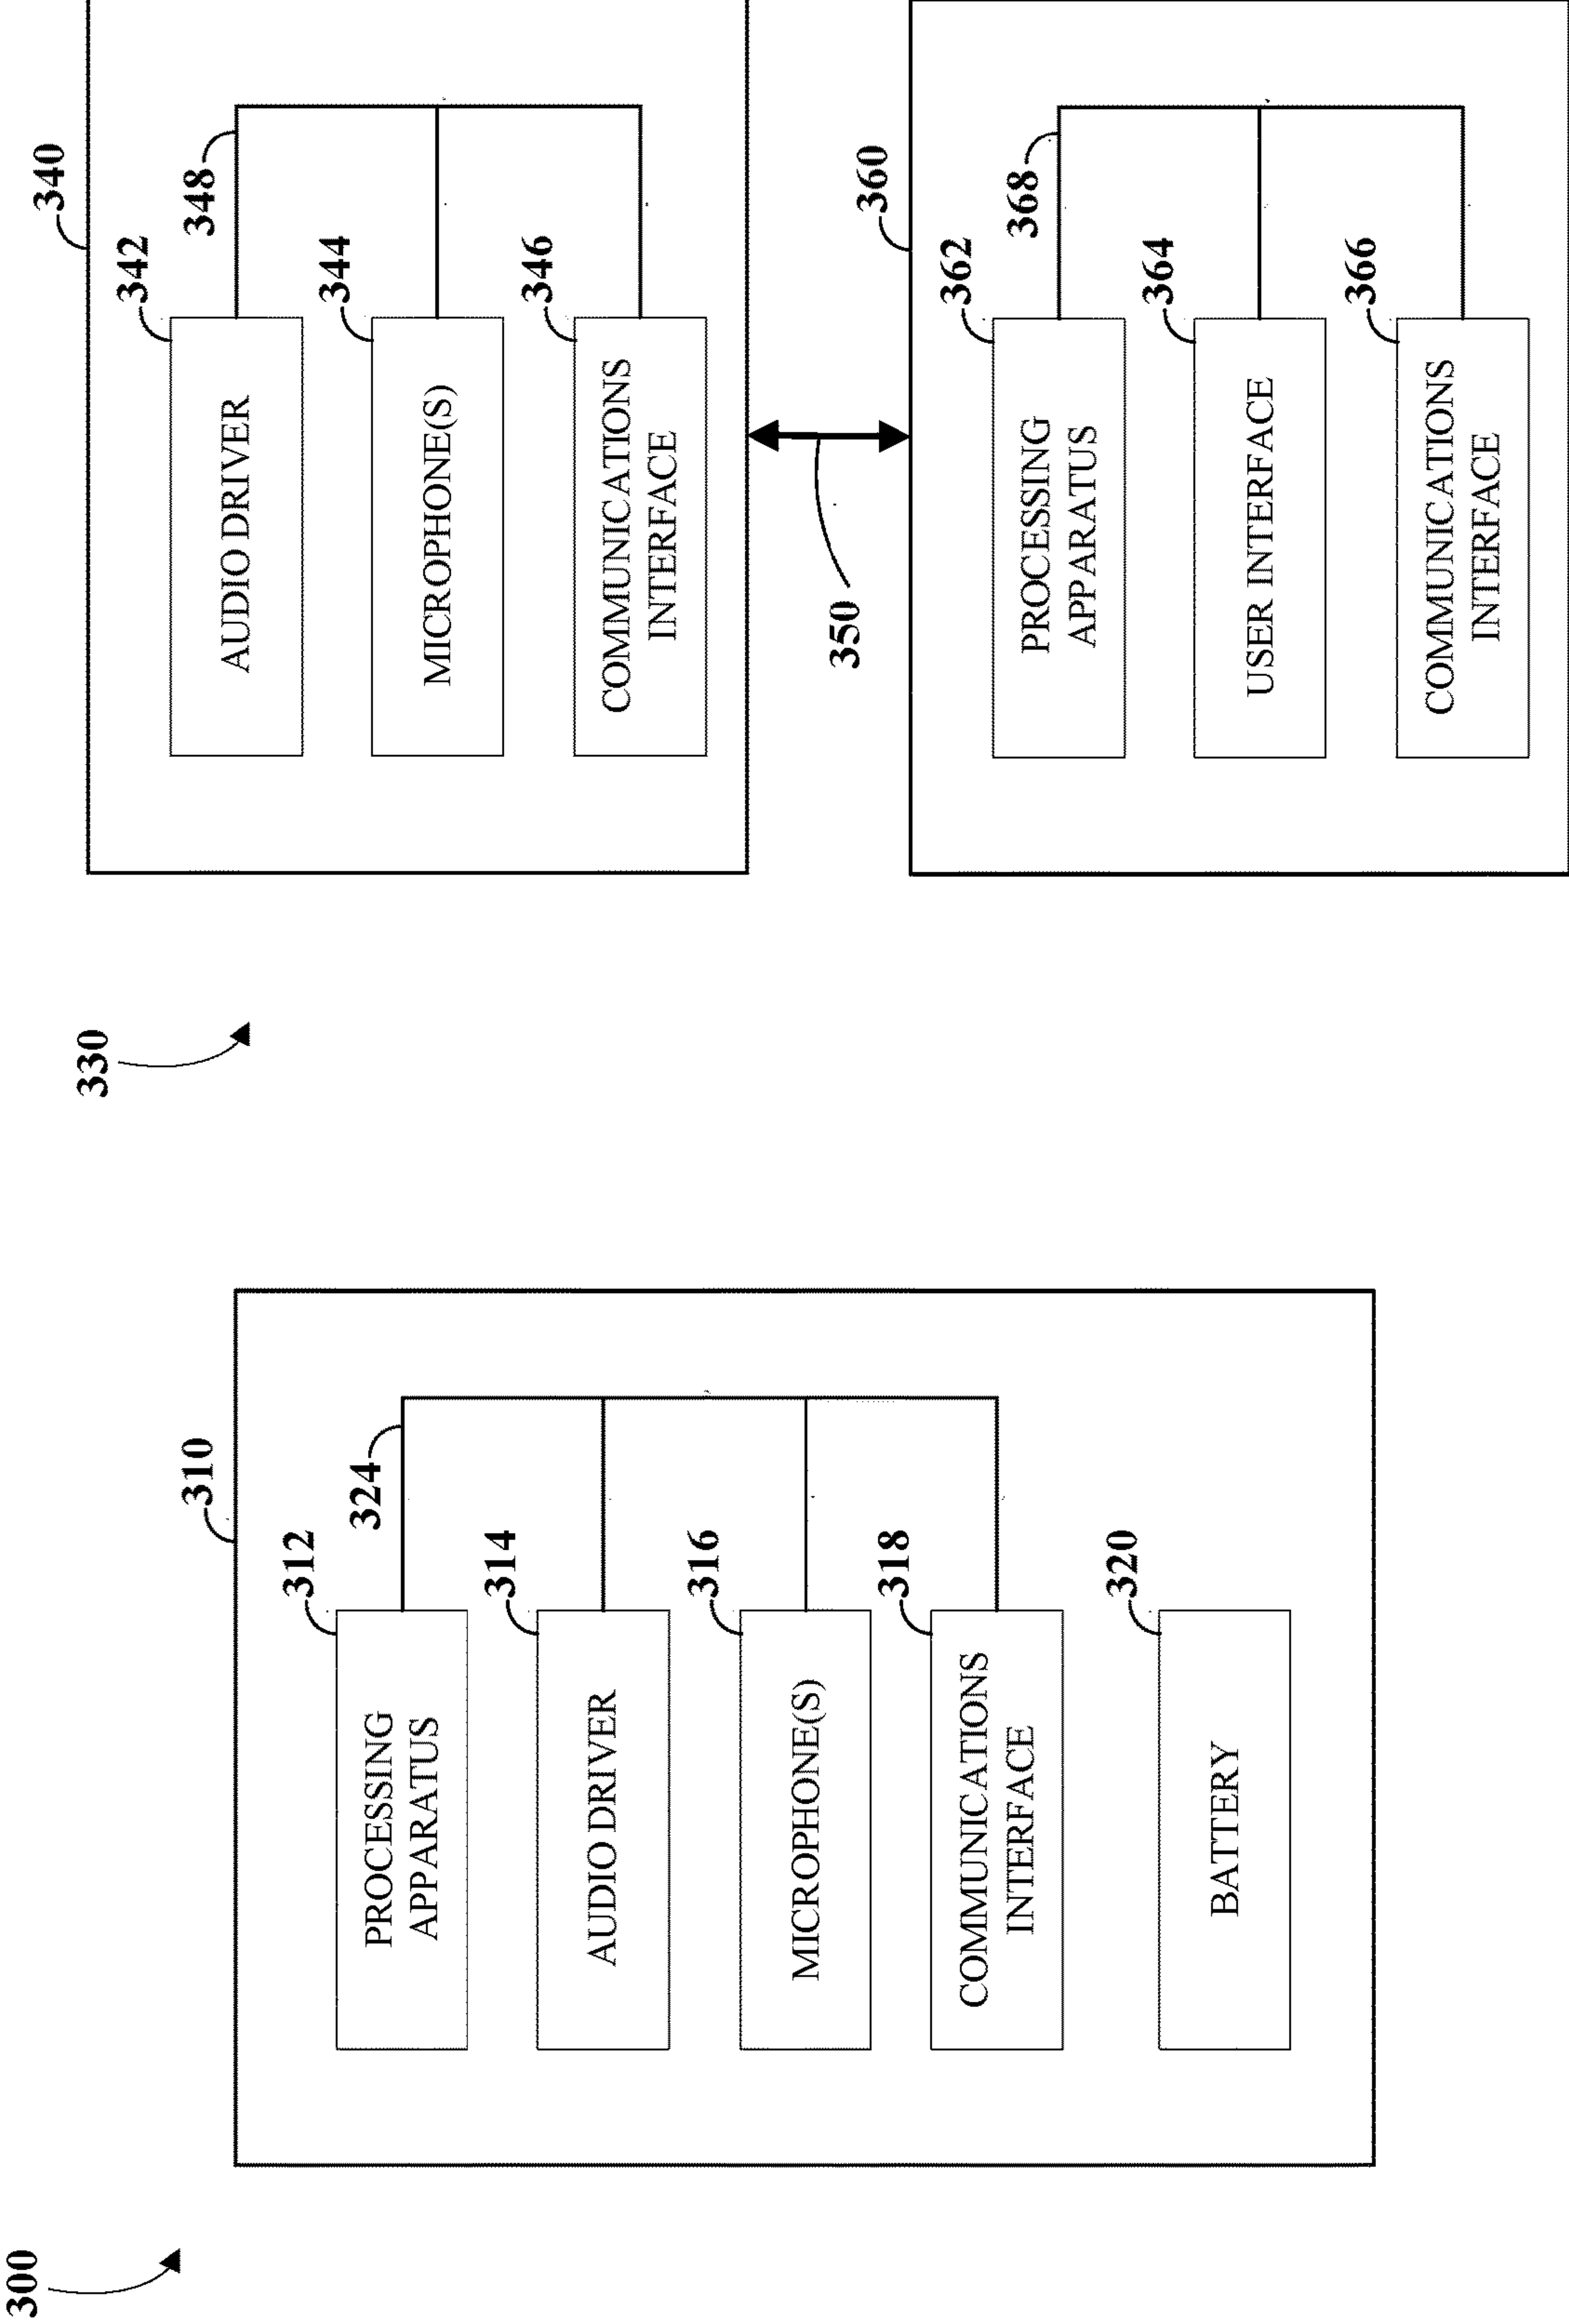 300
310
312
PROCESSING
APPARATUS
324
314
AUDIO DRIVER
316
MICROPHONE(S)
318
COMMUNICATIONS
INTERFACE
320
BATTERY
330
340
342
AUDIO DRIVER
348
344
MICROPHONE(S)
346
COMMUNICATIONS
INTERFACE
350
360
362
PROCESSING
APPARATUS
368
364
USER INTERFACE
366
COMMUNICATIONS
INTERFACE